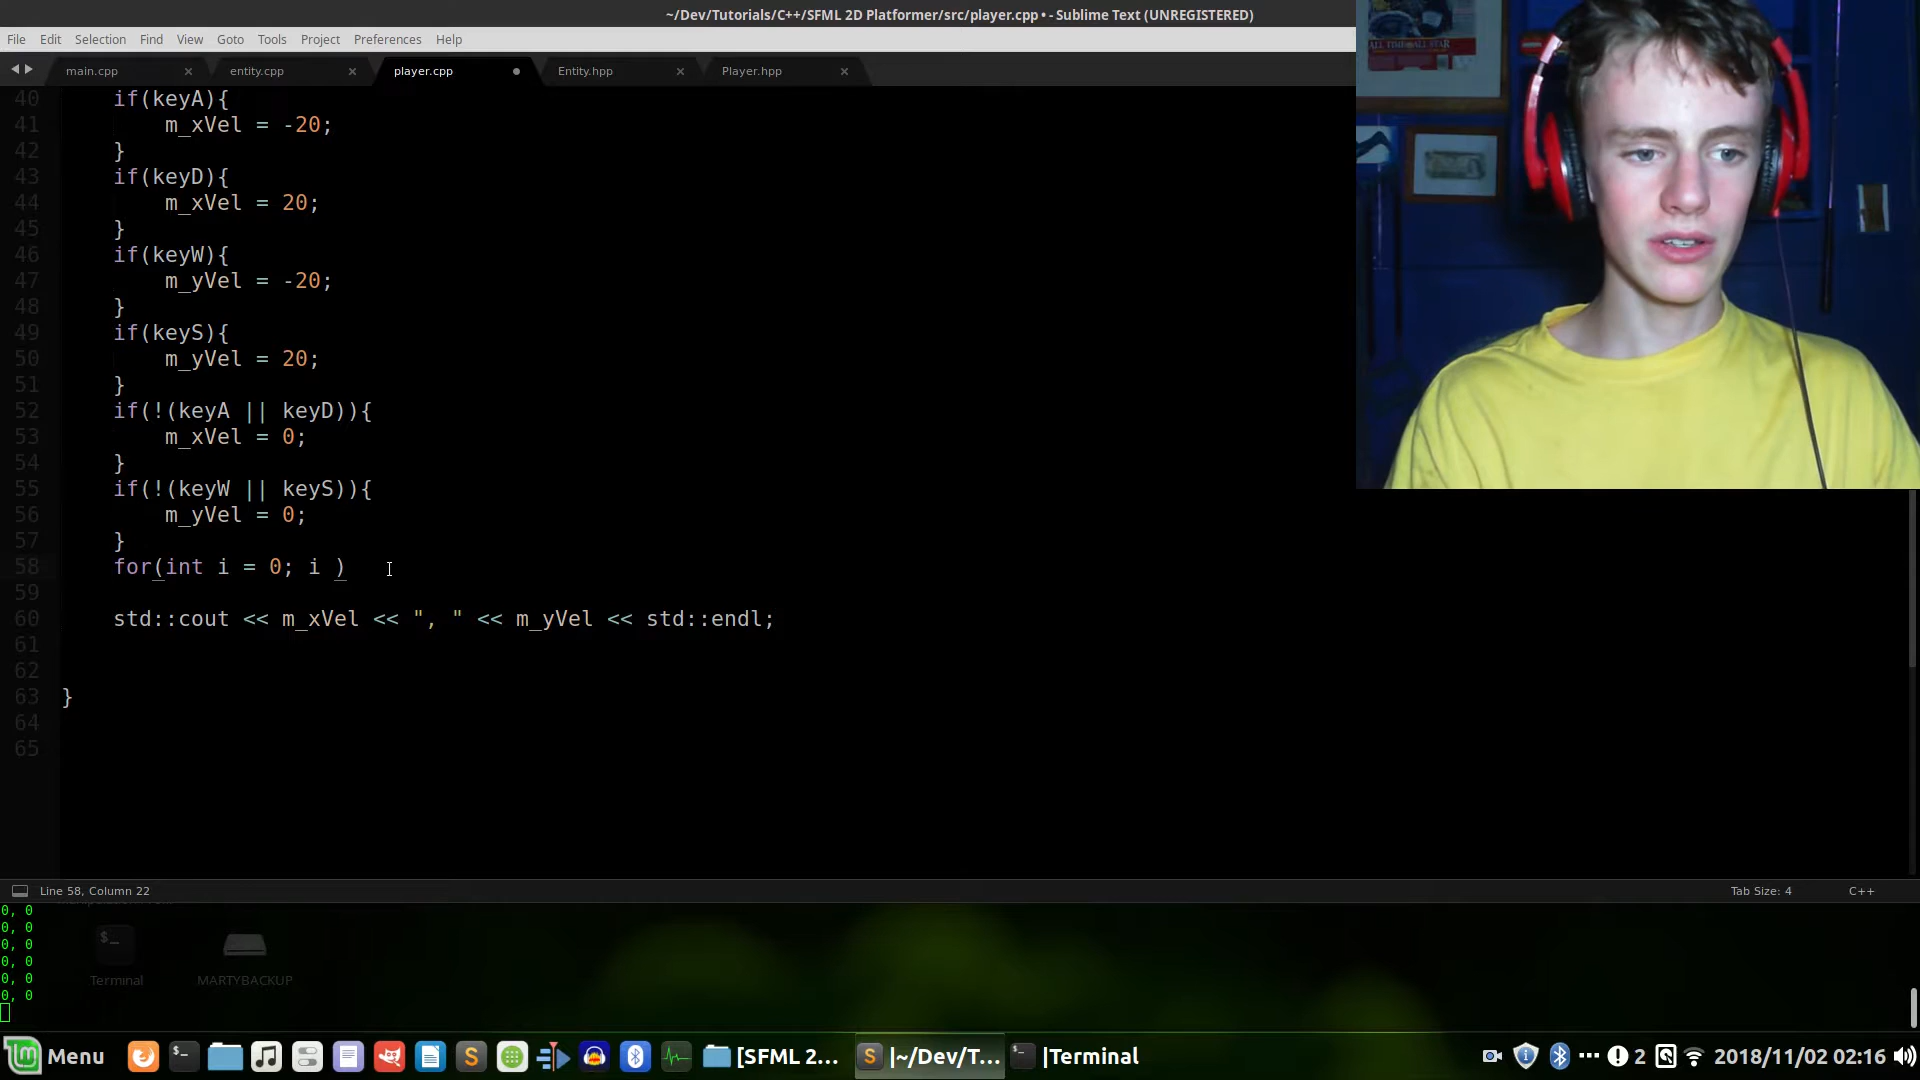 ~/Dev/Tutorials/C++/SFML 2D Platformer/src/player.cpp • - Sublime Text (UNREGISTERED)
File Edit Selection Find View Goto Tools Project Preferences Help
main.cpp × entity.cpp × player.cpp • Entity.hpp × Player.hpp ×
ALL TIME ALL STAR
40 if(keyA){
41 m_xVel = -20;
42 }
43 if(keyD){
44 m_xVel = 20;
45 }
46 if(keyW){
47 m_yVel = -20;
48 }
49 if(keyS){
50 m_yVel = 20;
51 }
52 if(!(keyA || keyD)){
53 m_xVel = 0;
54 }
55 if(!(keyW || keyS)){
56 m_yVel = 0;
57 }
58 for(int i = 0; i )
59
60 std::cout << m_xVel << ", " << m_yVel << std::endl;
61
62
63 }
64
65
Line 58, Column 22 Tab Size: 4 C++
0, 0
0, 0
0, 0
0, 0
0, 0
0, 0
Terminal MARTYBACKUP
Menu [SFML 2... |~/Dev/T... |Terminal 2 2018/11/02 02:16